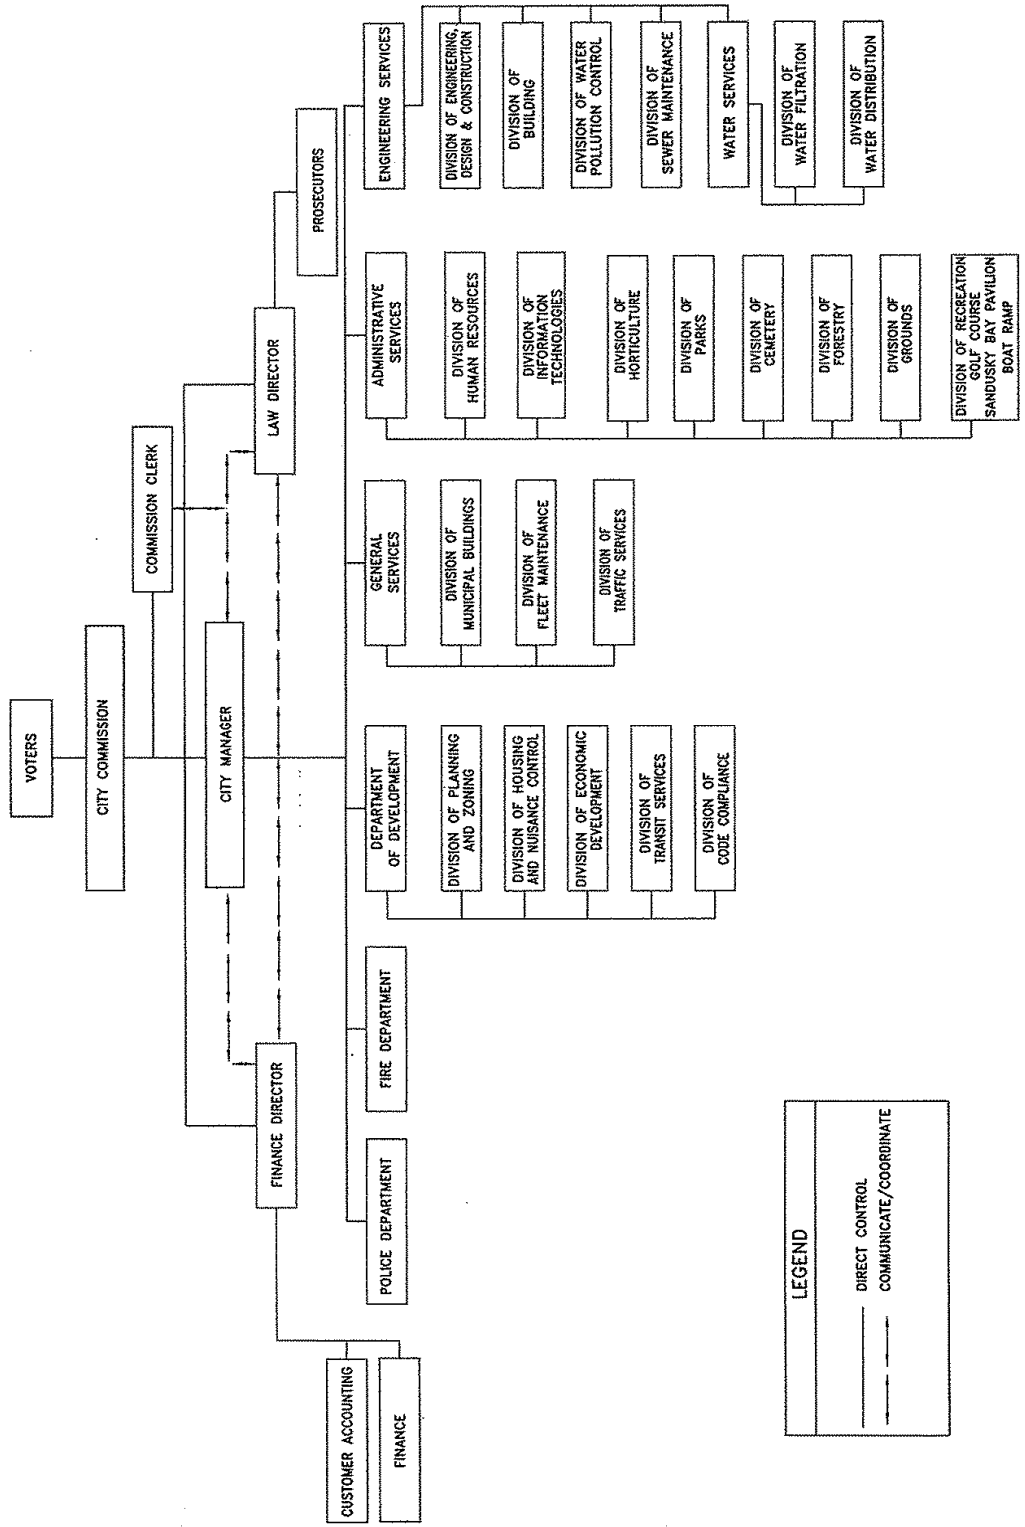 VOTERS
CITY COMMISSION
COMMISSION CLERK
CITY MANAGER
FINANCE DIRECTOR
LAW DIRECTOR
PROSECUTORS
CUSTOMER ACCOUNTING
FINANCE
POLICE DEPARTMENT
FIRE DEPARTMENT
DEPARTMENT
OF DEVELOPMENT
DIVISION OF PLANNING
AND ZONING
DIVISION OF HOUSING
AND NUISANCE CONTROL
DIVISION OF ECONOMIC
DEVELOPMENT
DIVISION OF
TRANSIT SERVICES
DIVISION OF
CODE COMPLIANCE
GENERAL
SERVICES
DIVISION OF
MUNICIPAL BUILDINGS
DIVISION OF
FLEET MAINTENANCE
DIVISION OF
TRAFFIC SERVICES
ADMINISTRATIVE
SERVICES
DIVISION OF
HUMAN RESOURCES
DIVISION OF
INFORMATION
TECHNOLOGIES
DIVISION OF
HORTICULTURE
DIVISION OF
PARKS
DIVISION OF
CEMETERY
DIVISION OF
FORESTRY
DIVISION OF
GROUNDS
DIVISION OF RECREATION
GOLF COURSE
SANDUSKY BAY PAVILION
BOAT RAMP
ENGINEERING SERVICES
DIVISION OF ENGINEERING,
DESIGN & CONSTRUCTION
DIVISION OF
BUILDING
DIVISION OF WATER
POLLUTION CONTROL
DIVISION OF
SEWER MAINTENANCE
WATER SERVICES
DIVISION OF
WATER FILTRATION
DIVISION OF
WATER DISTRIBUTION
LEGEND
DIRECT CONTROL
COMMUNICATE/COORDINATE